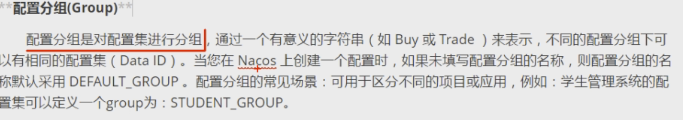 **配置分组(Group)**
配置分组是对配置集进行分组，通过一个有意义的字符串（如 Buy 或 Trade ）来表示，不同的配置分组下可
以有相同的配置集（Data ID）。当您在 Nacos 上创建一个配置时，如果未填写配置分组的名称，则配置分组的名
称默认采用 DEFAULT_GROUP 。配置分组的常见场景：可用于区分不同的项目或应用，例如：学生管理系统的配
置集可以定义一个group为：STUDENT_GROUP。